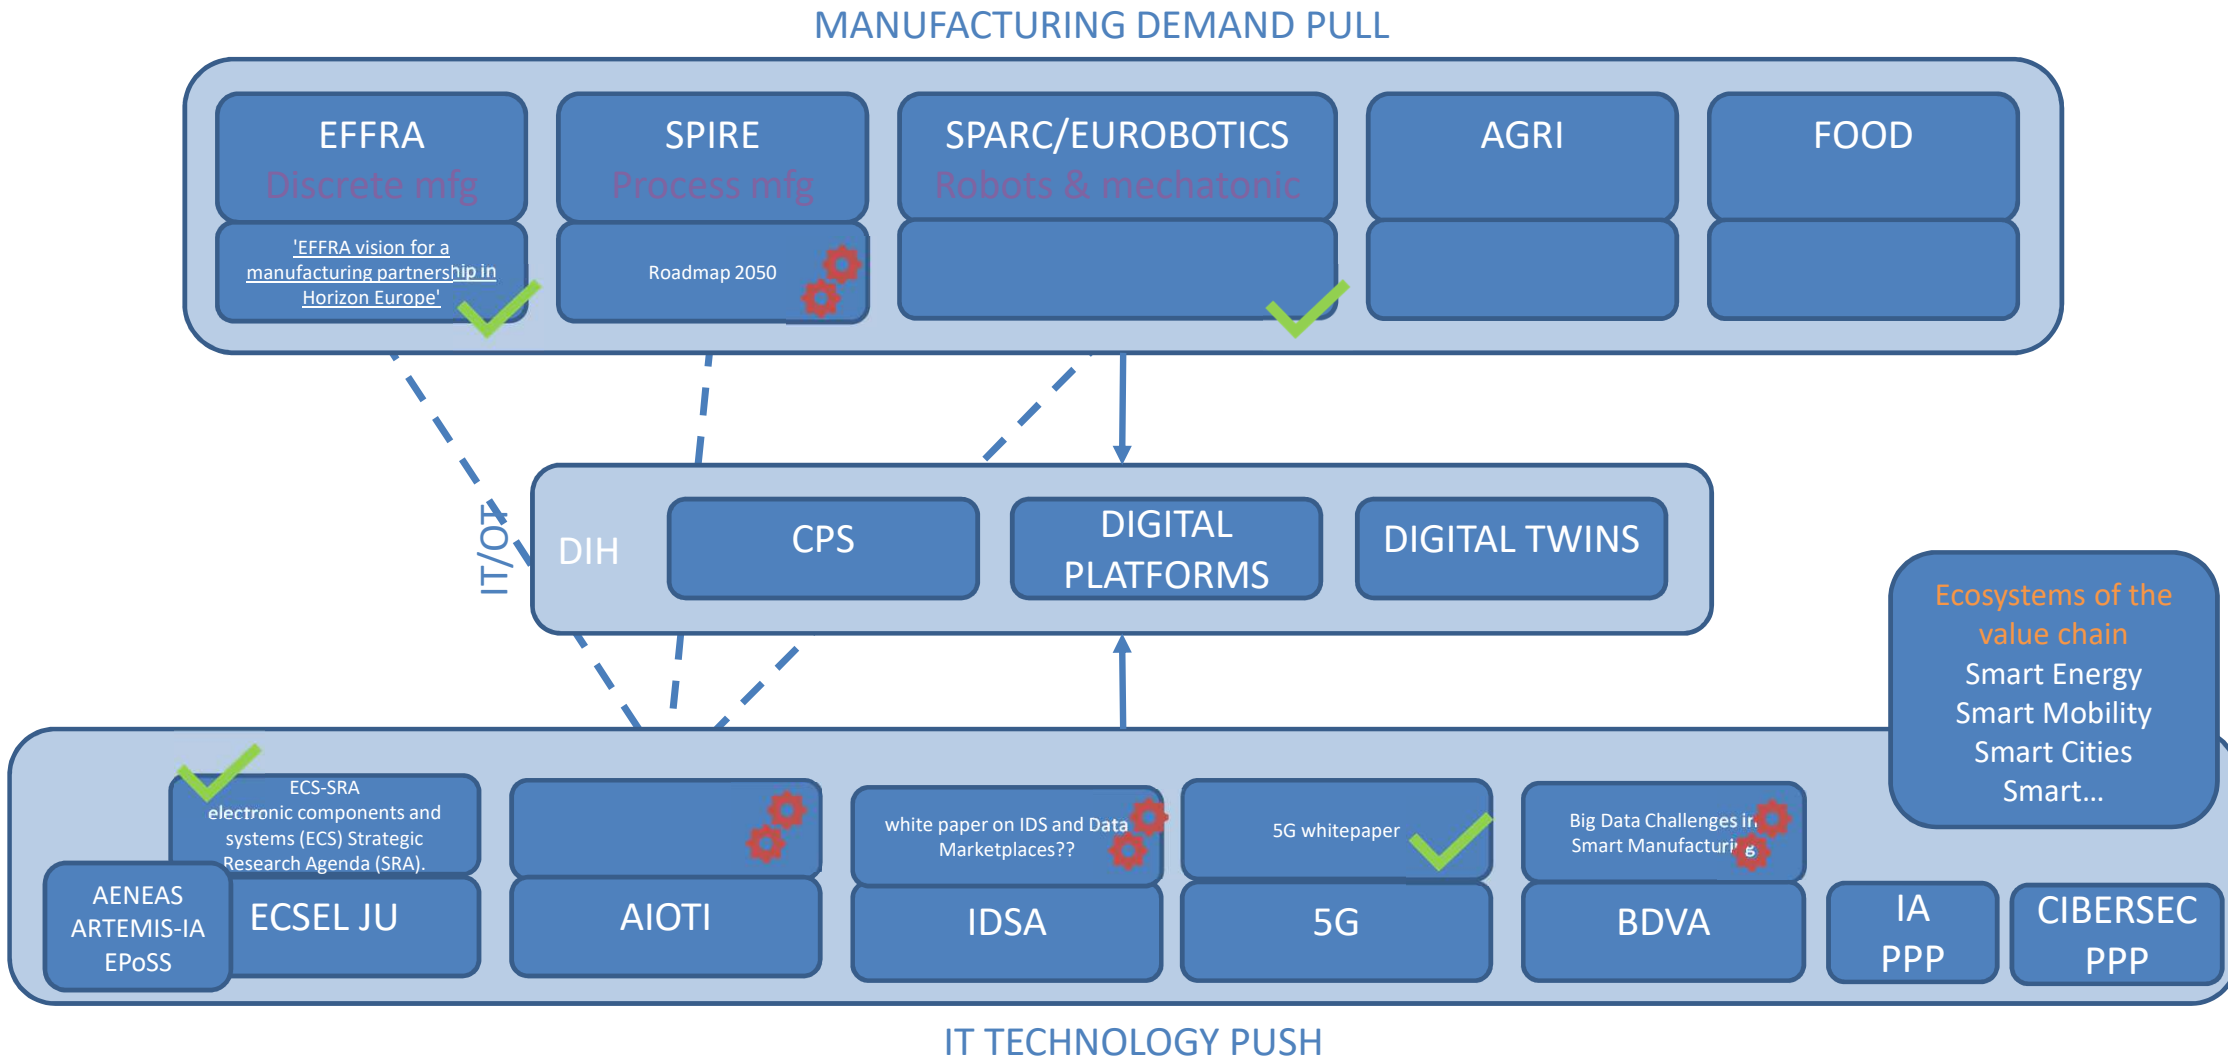 MANUFACTURING DEMAND PULL
EFFRA
Discrete mfg
'EFFRA vision for a
manufacturing partnership in
Horizon Europe'
SPIRE
Process mfg
Roadmap 2050
SPARC/EUROBOTICS
Robots & mechatonic
AGRI
FOOD
IT/OT
DIH
CPS
DIGITAL
PLATFORMS
DIGITAL TWINS
Ecosystems of the
value chain
Smart Energy
Smart Mobility
Smart Cities
Smart...
ECS-SRA
electronic components and
systems (ECS) Strategic
Research Agenda (SRA).
AENEAS
ARTEMIS-IA
EPoSS
ECSEL JU
AIOTI
white paper on IDS and Data
Marketplaces??
IDSA
5G whitepaper
5G
Big Data Challenges in
Smart Manufacturing
BDVA
IA
PPP
CIBERSEC
PPP
IT TECHNOLOGY PUSH